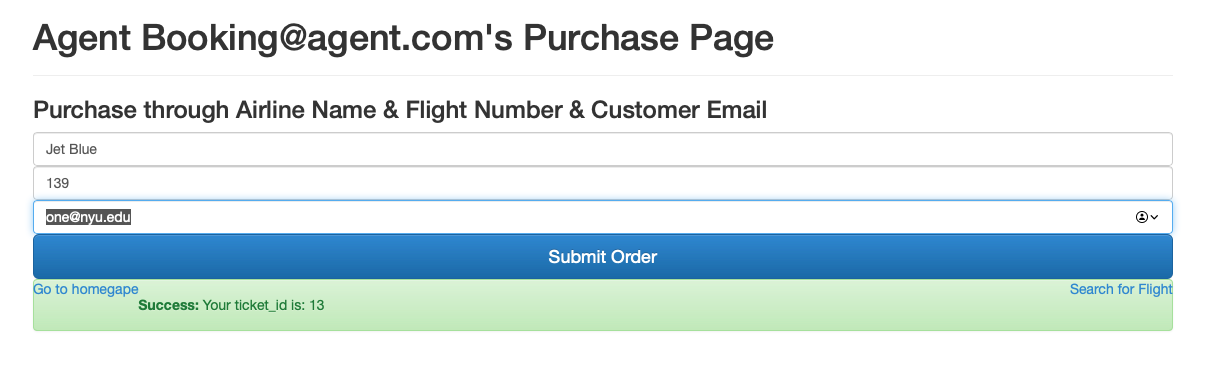 Agent Booking@agent.com's Purchase Page
Purchase through Airline Name & Flight Number & Customer Email
Jet Blue
139
one@nyu.edu
Submit Order
Go to homegape Search for Flight
Success: Your ticket_id is: 13